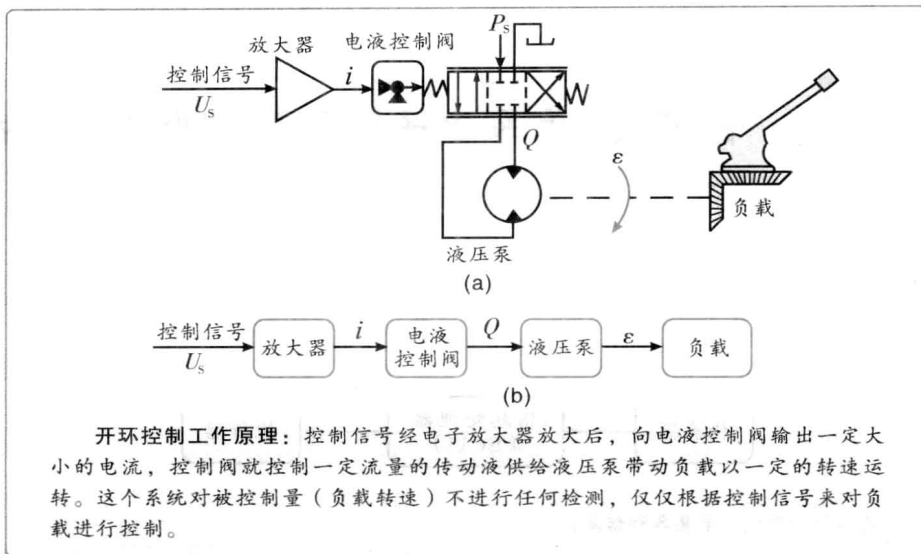 放大器
电液控制阀
Ps
控制信号
Us
i
Q
ε
负载
液压泵
(a)
控制信号
Us
放大器
i
电液
控制阀
Q
液压泵
ε
负载
(b)
开环控制工作原理：控制信号经电子放大器放大后，向电液控制阀输出一定大
小的电流，控制阀就控制一定流量的传动液供给液压泵带动负载以一定的转速运
转。这个系统对被控制量（负载转速）不进行任何检测，仅仅根据控制信号来对负
载进行控制。